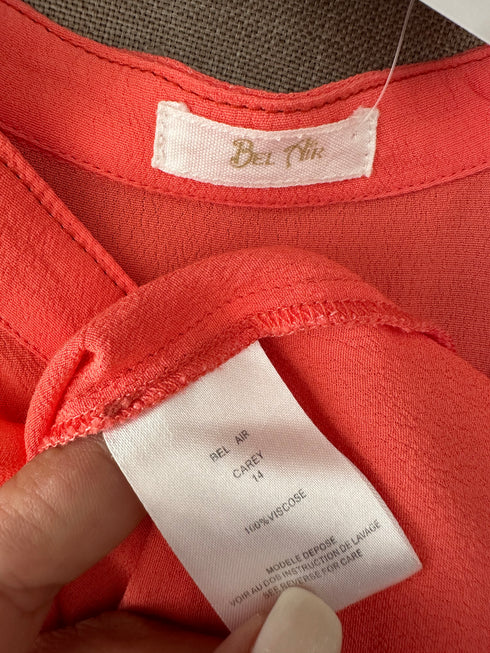 BEL AIR
BEL AIR
CAREY
14
100%VISCOSE
MODELE DEPOSE
VOIR AU DOS INSTRUCTION DE LAVAGE
SEE REVERSE FOR CARE